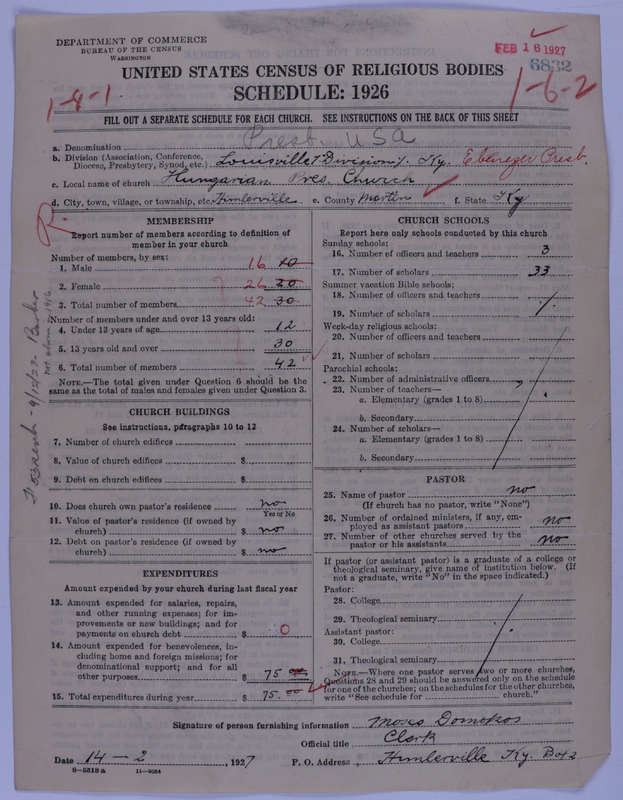 DEPARTMENT OF COMMERCE
BUREAU OF THE CENSUS
WASHINGTON
FEB 16 1927
6832
UNITED STATES CENSUS OF RELIGIOUS BODIES
SCHEDULE: 1926
1-8-1
1-6-2
FILL OUT A SEPARATE SCHEDULE FOR EACH CHURCH. SEE INSTRUCTIONS ON THE BACK OF THIS SHEET
a. Denomination Presb. USA
b. Division (Association, Conference, Diocese, Presbytery, Synod, etc.) Louisville (Division). Ky. Ebenezer Presb.
c. Local name of church Hungarian Pres. Church
d. City, town, village, or township, etc. Himlerville e. County Martin f. State Ky
R.
MEMBERSHIP
Report number of members according to definition of
member in your church
Number of members, by sex:
1. Male 16 10
2. Female 26 20
3. Total number of members 42 30
Number of members under and over 13 years old:
4. Under 13 years of age 12
5. 13 years old and over 30
6. Total number of members 42
NOTE.—The total given under Question 6 should be the
same as the total of males and females given under Question 3.
CHURCH BUILDINGS
See instructions, paragraphs 10 to 12
7. Number of church edifices
8. Value of church edifices $
9. Debt on church edifices $
10. Does church own pastor's residence no
Yes or No
11. Value of pastor's residence (if owned by
church) $ no
12. Debt on pastor's residence (if owned by
church) $ no
EXPENDITURES
Amount expended by your church during last fiscal year
13. Amount expended for salaries, repairs,
and other running expenses; for im-
provements or new buildings; and for
payments on church debt $ 0
14. Amount expended for benevolences, in-
cluding home and foreign missions; for
denominational support; and for all
other purposes $ 75 00
15. Total expenditures during year $ 75.00
CHURCH SCHOOLS
Report here only schools conducted by this church
Sunday schools:
16. Number of officers and teachers 3
17. Number of scholars 33
Summer vacation Bible schools:
18. Number of officers and teachers
19. Number of scholars
Week-day religious schools:
20. Number of officers and teachers
21. Number of scholars
Parochial schools:
22. Number of administrative officers
23. Number of teachers—
a. Elementary (grades 1 to 8)
b. Secondary
24. Number of scholars—
a. Elementary (grades 1 to 8)
b. Secondary
PASTOR
25. Name of pastor no
(If church has no pastor, write "None")
26. Number of ordained ministers, if any, em-
ployed as assistant pastors no
27. Number of other churches served by the
pastor or his assistants no
If pastor (or assistant pastor) is a graduate of a college or
theological seminary, give name of institution below. (If
not a graduate, write "No" in the space indicated.)
Pastor:
28. College
29. Theological seminary
Assistant pastor:
30. College
31. Theological seminary
NOTE.—Where one pastor serves two or more churches,
Questions 28 and 29 should be answered only on the schedule
for one of the churches; on the schedules for the other churches,
write "See schedule for church."
Signature of person furnishing information Mozes Domokos
Official title Clark
Date 14 — 2, 1927 P. O. Address Himlerville Ky. Box 2
8—5518 a 11—9054